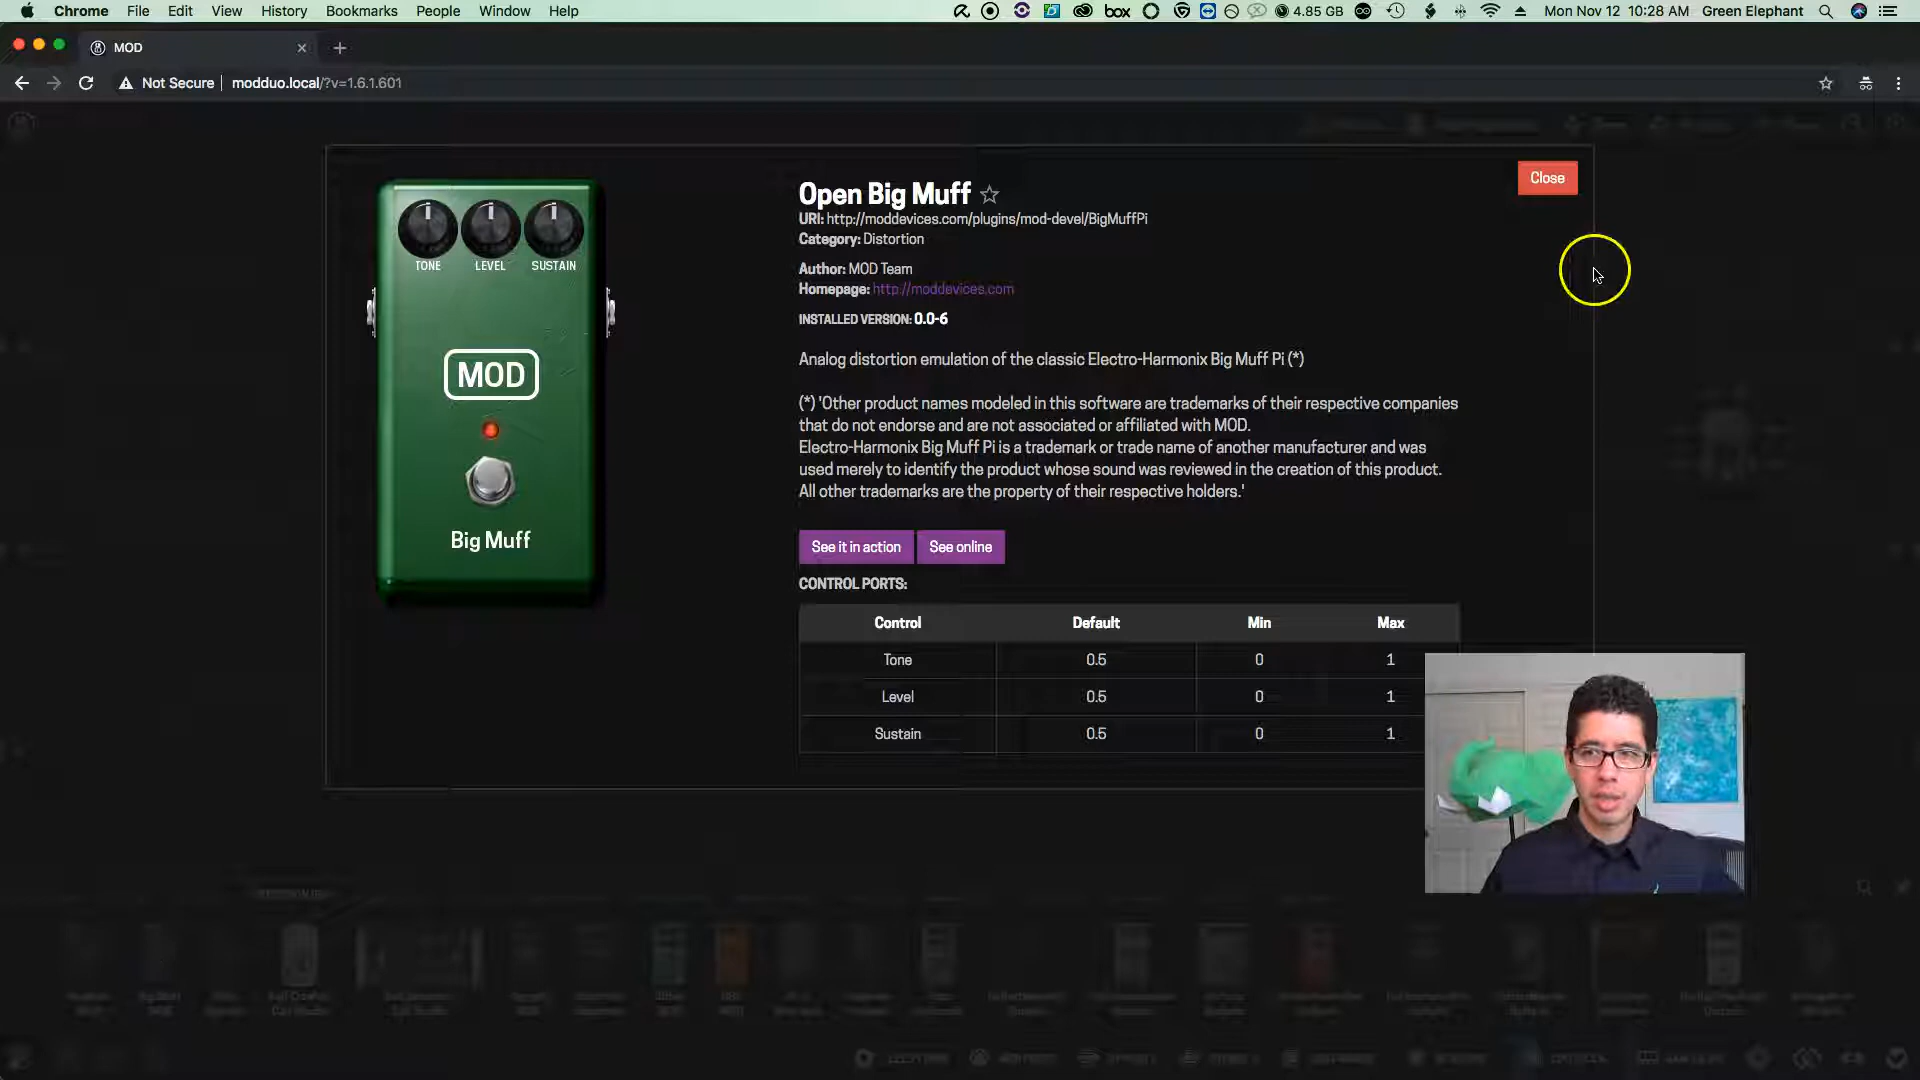 Chrome File Edit View History Bookmarks People Window Help box 4.85 GB Mon Nov 12 10:28 AM Green Elephant
MOD
Not Secure modduo.local/?v=1.6.1.601
Close
Open Big Muff
URI: http://moddevices.com/plugins/mod-devel/BigMuffPi
Category: Distortion
Author: MOD Team
Homepage: http://moddevices.com
INSTALLED VERSION: 0.0-6
Analog distortion emulation of the classic Electro-Harmonix Big Muff Pi (*)
(*) 'Other product names modeled in this software are trademarks of their respective companies
that do not endorse and are not associated or affiliated with MOD.
Electro-Harmonix Big Muff Pi is a trademark or trade name of another manufacturer and was
used merely to identify the product whose sound was reviewed in the creation of this product.
All other trademarks are the property of their respective holders.'
See it in action See online
CONTROL PORTS:
Control Default Min Max
Tone 0.5 0 1
Level 0.5 0 1
Sustain 0.5 0 1
TONE LEVEL SUSTAIN
MOD
Big Muff